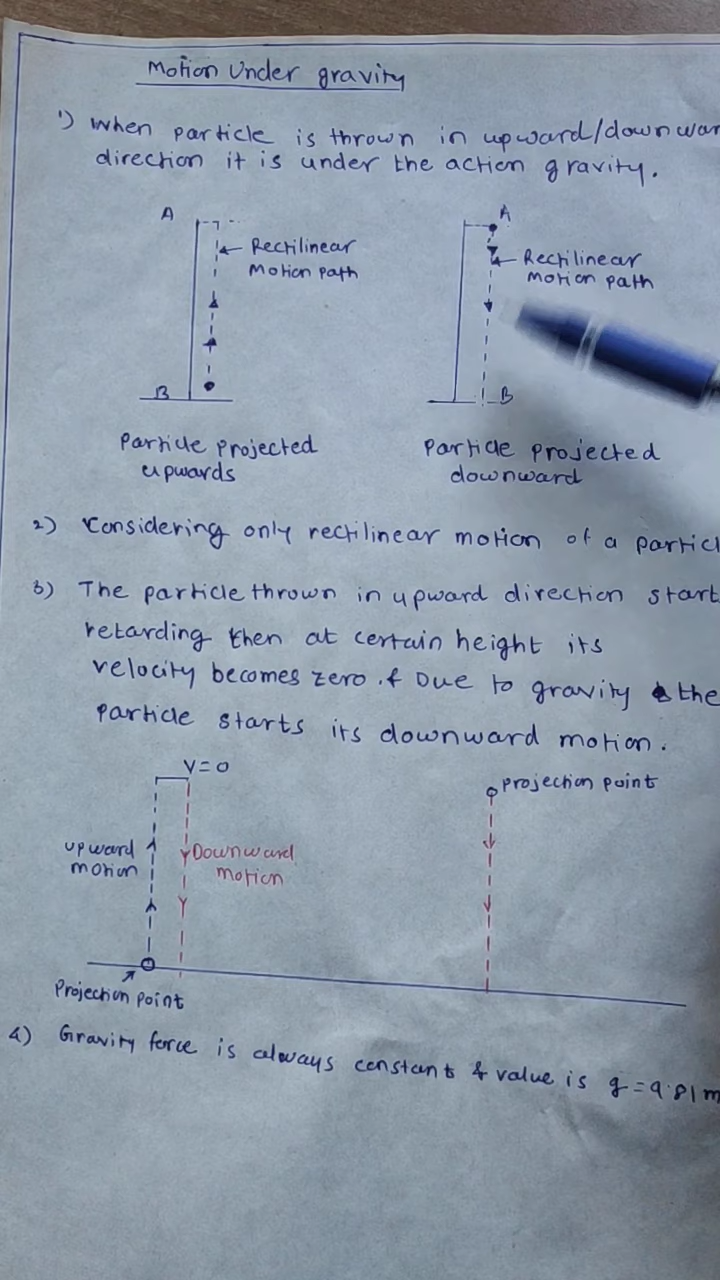 Motion Under gravity
1) When particle is thrown in upward/downwar
direction it is under the action gravity.
A
Rectilinear
Motion path
B
Particle projected
upwards
A
Rectilinear
motion path
B
Particle projected
downward
2) Considering only rectilinear motion of a particl
3) The particle thrown in upward direction start
retarding then at certain height its
velocity becomes zero. & Due to gravity the
particle starts its downward motion.
V=0
upward
motion
Downward
motion
Projection point
projection point
4) Gravity force is always constant & value is g=9.81m